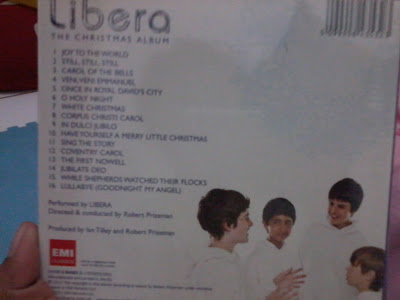 Libera
THE CHRISTMAS ALBUM
1 JOY TO THE WORLD
2 STILL, STILL, STILL
3 CAROL OF THE BELLS
4 VENI, VENI EMMANUEL
5 ONCE IN ROYAL DAVID'S CITY
6 O HOLY NIGHT
7 WHITE CHRISTMAS
8 CORPUS CHRISTI CAROL
9 IN DULCI JUBILO
10 HAVE YOURSELF A MERRY LITTLE CHRISTMAS
11 SING THE STORY
12 COVENTRY CAROL
13 THE FIRST NOWELL
14 JUBILATE DEO
15 WHILE SHEPHERDS WATCHED THEIR FLOCKS
16 LULLABYE (GOODNIGHT MY ANGEL)
Performed by LIBERA
Directed & conducted by Robert Prizeman
Produced by Ian Tilley and Robert Prizeman
EMI
CLASSICS